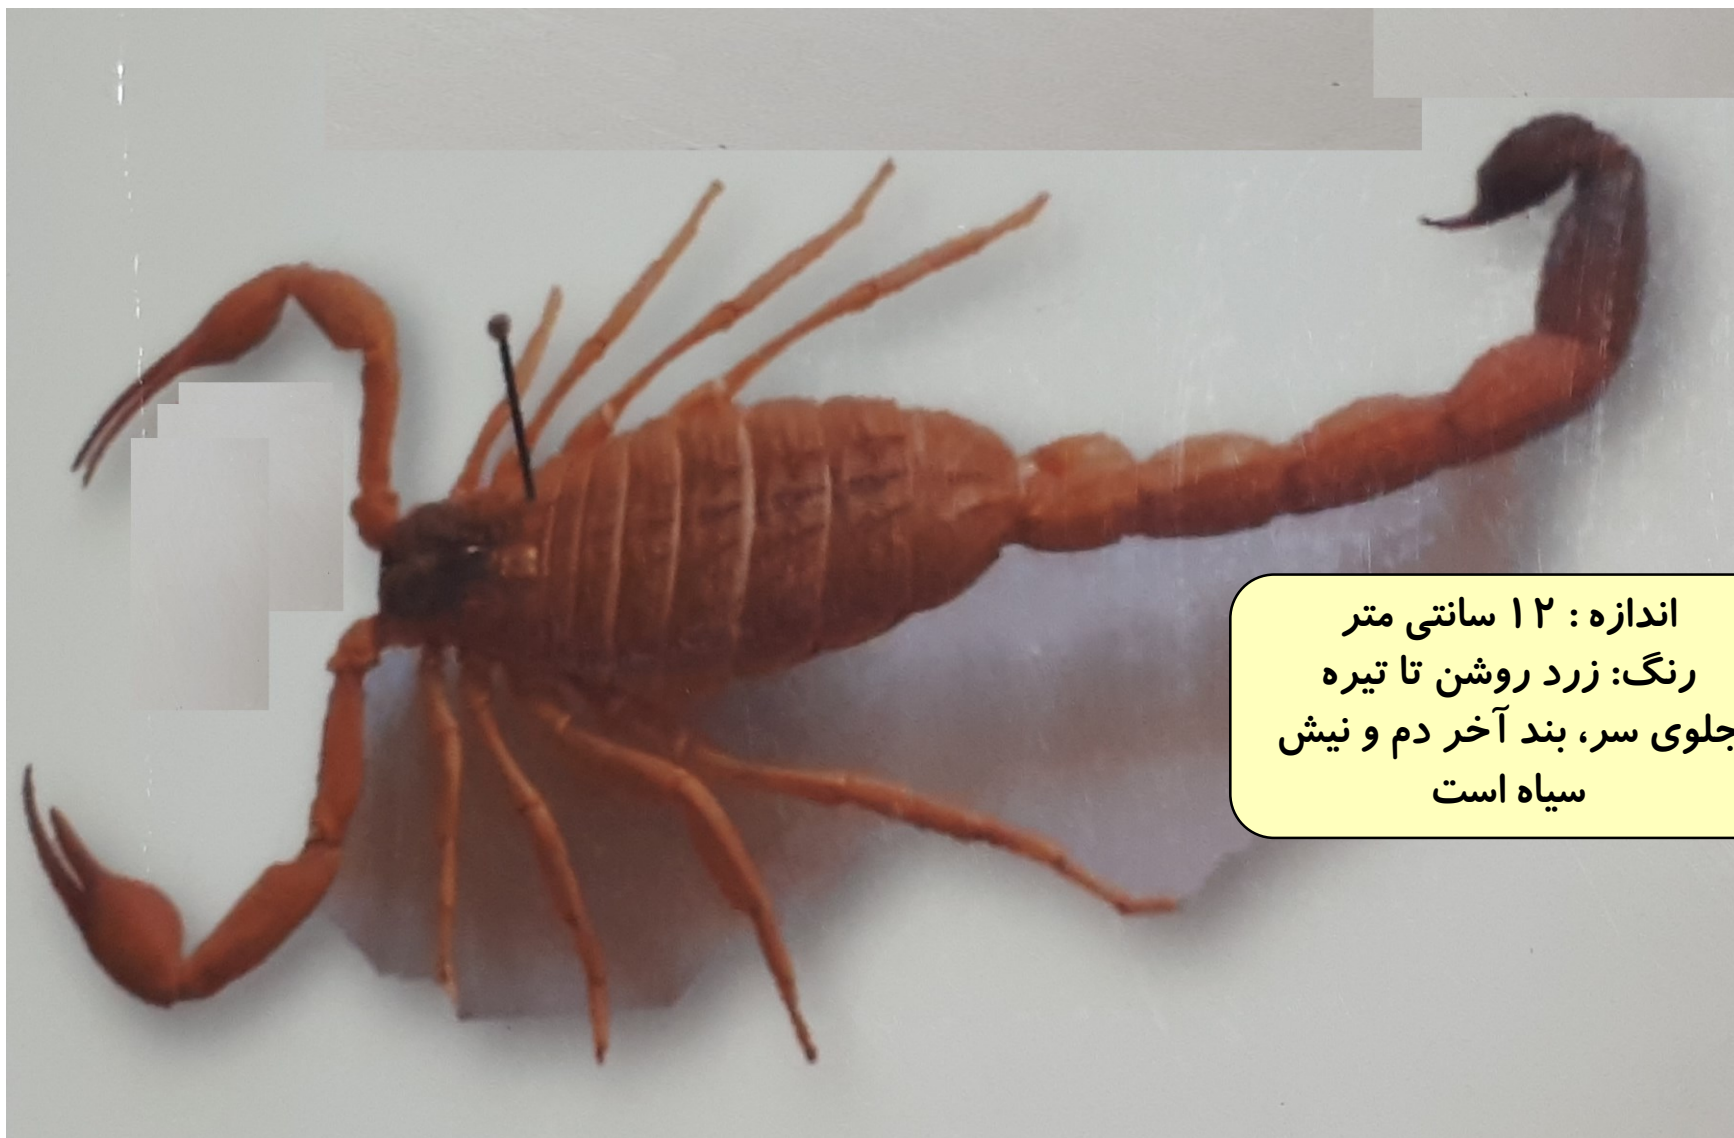 اندازه : ۱۲ سانتی متر
رنگ: زرد روشن تا تیره
جلوی سر، بند آخر دم و نیش
سیاه است